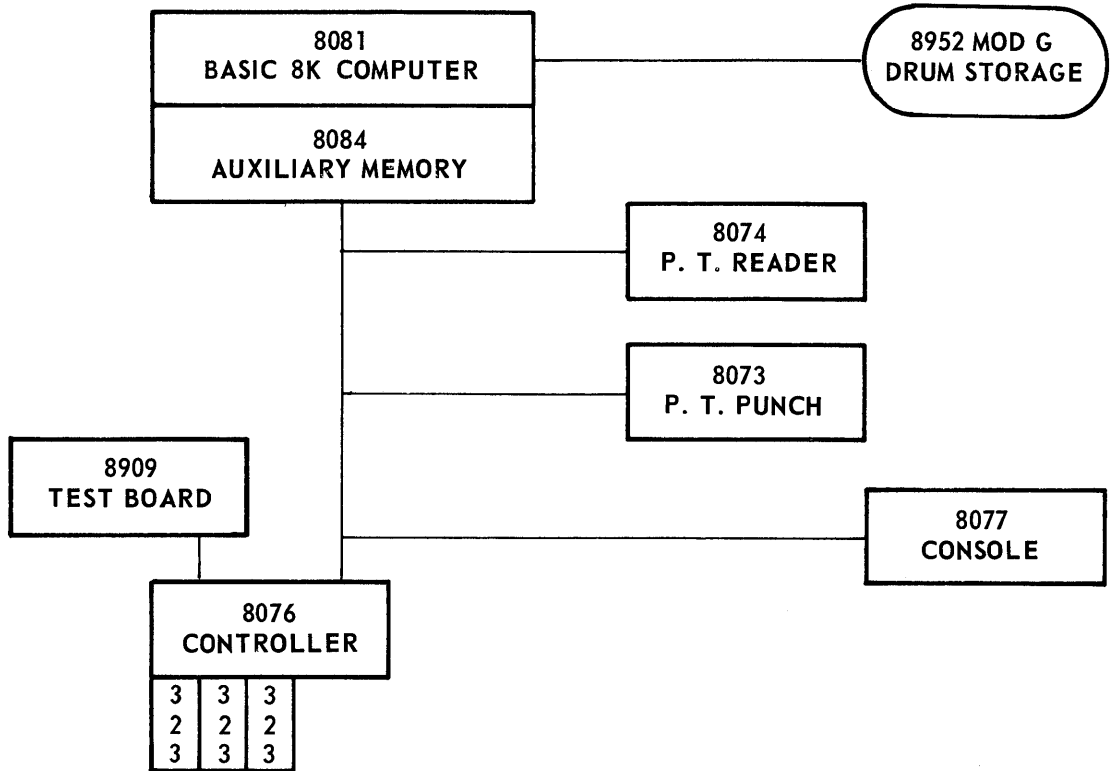 8081
BASIC 8K COMPUTER
8952 MOD G
DRUM STORAGE
8084
AUXILIARY MEMORY
8074
P. T. READER
8073
P. T. PUNCH
8909
TEST BOARD
8077
CONSOLE
8076
CONTROLLER
3 3 3
2 2 2
3 3 3